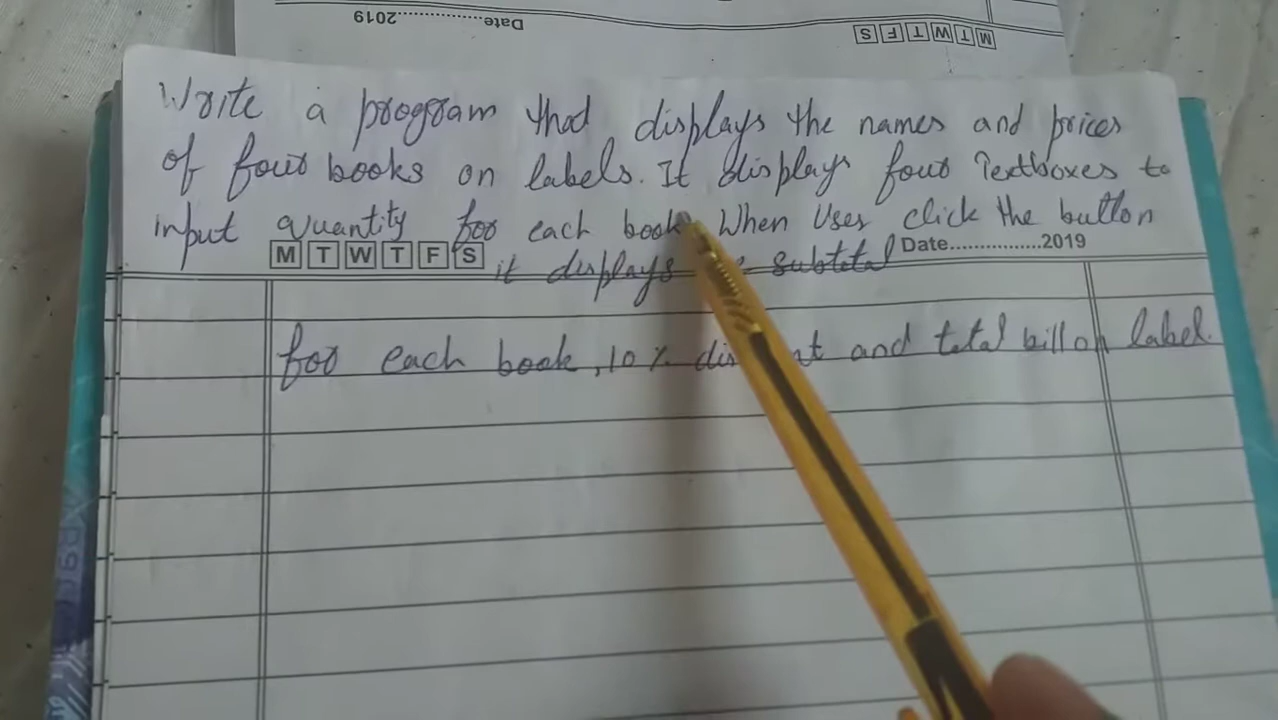 Date................2019
M T W T F S
Write a program that displays the names and prices
of four books on labels. It displays four Textboxes to
input quantity for each book. When User click the button
M T W T F S
Date................2019
it displays subtotal
for each book, 10% and total bill on label.